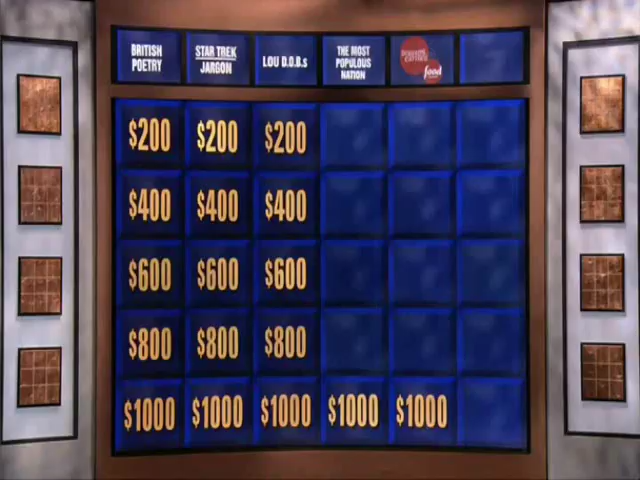 BRITISH
POETRY
STAR TREK
JARGON
LOU D.O.B.s
THE MOST
POPULOUS
NATION
food
$200 $200 $200
$400 $400 $400
$600 $600 $600
$800 $800 $800
$1000 $1000 $1000 $1000 $1000